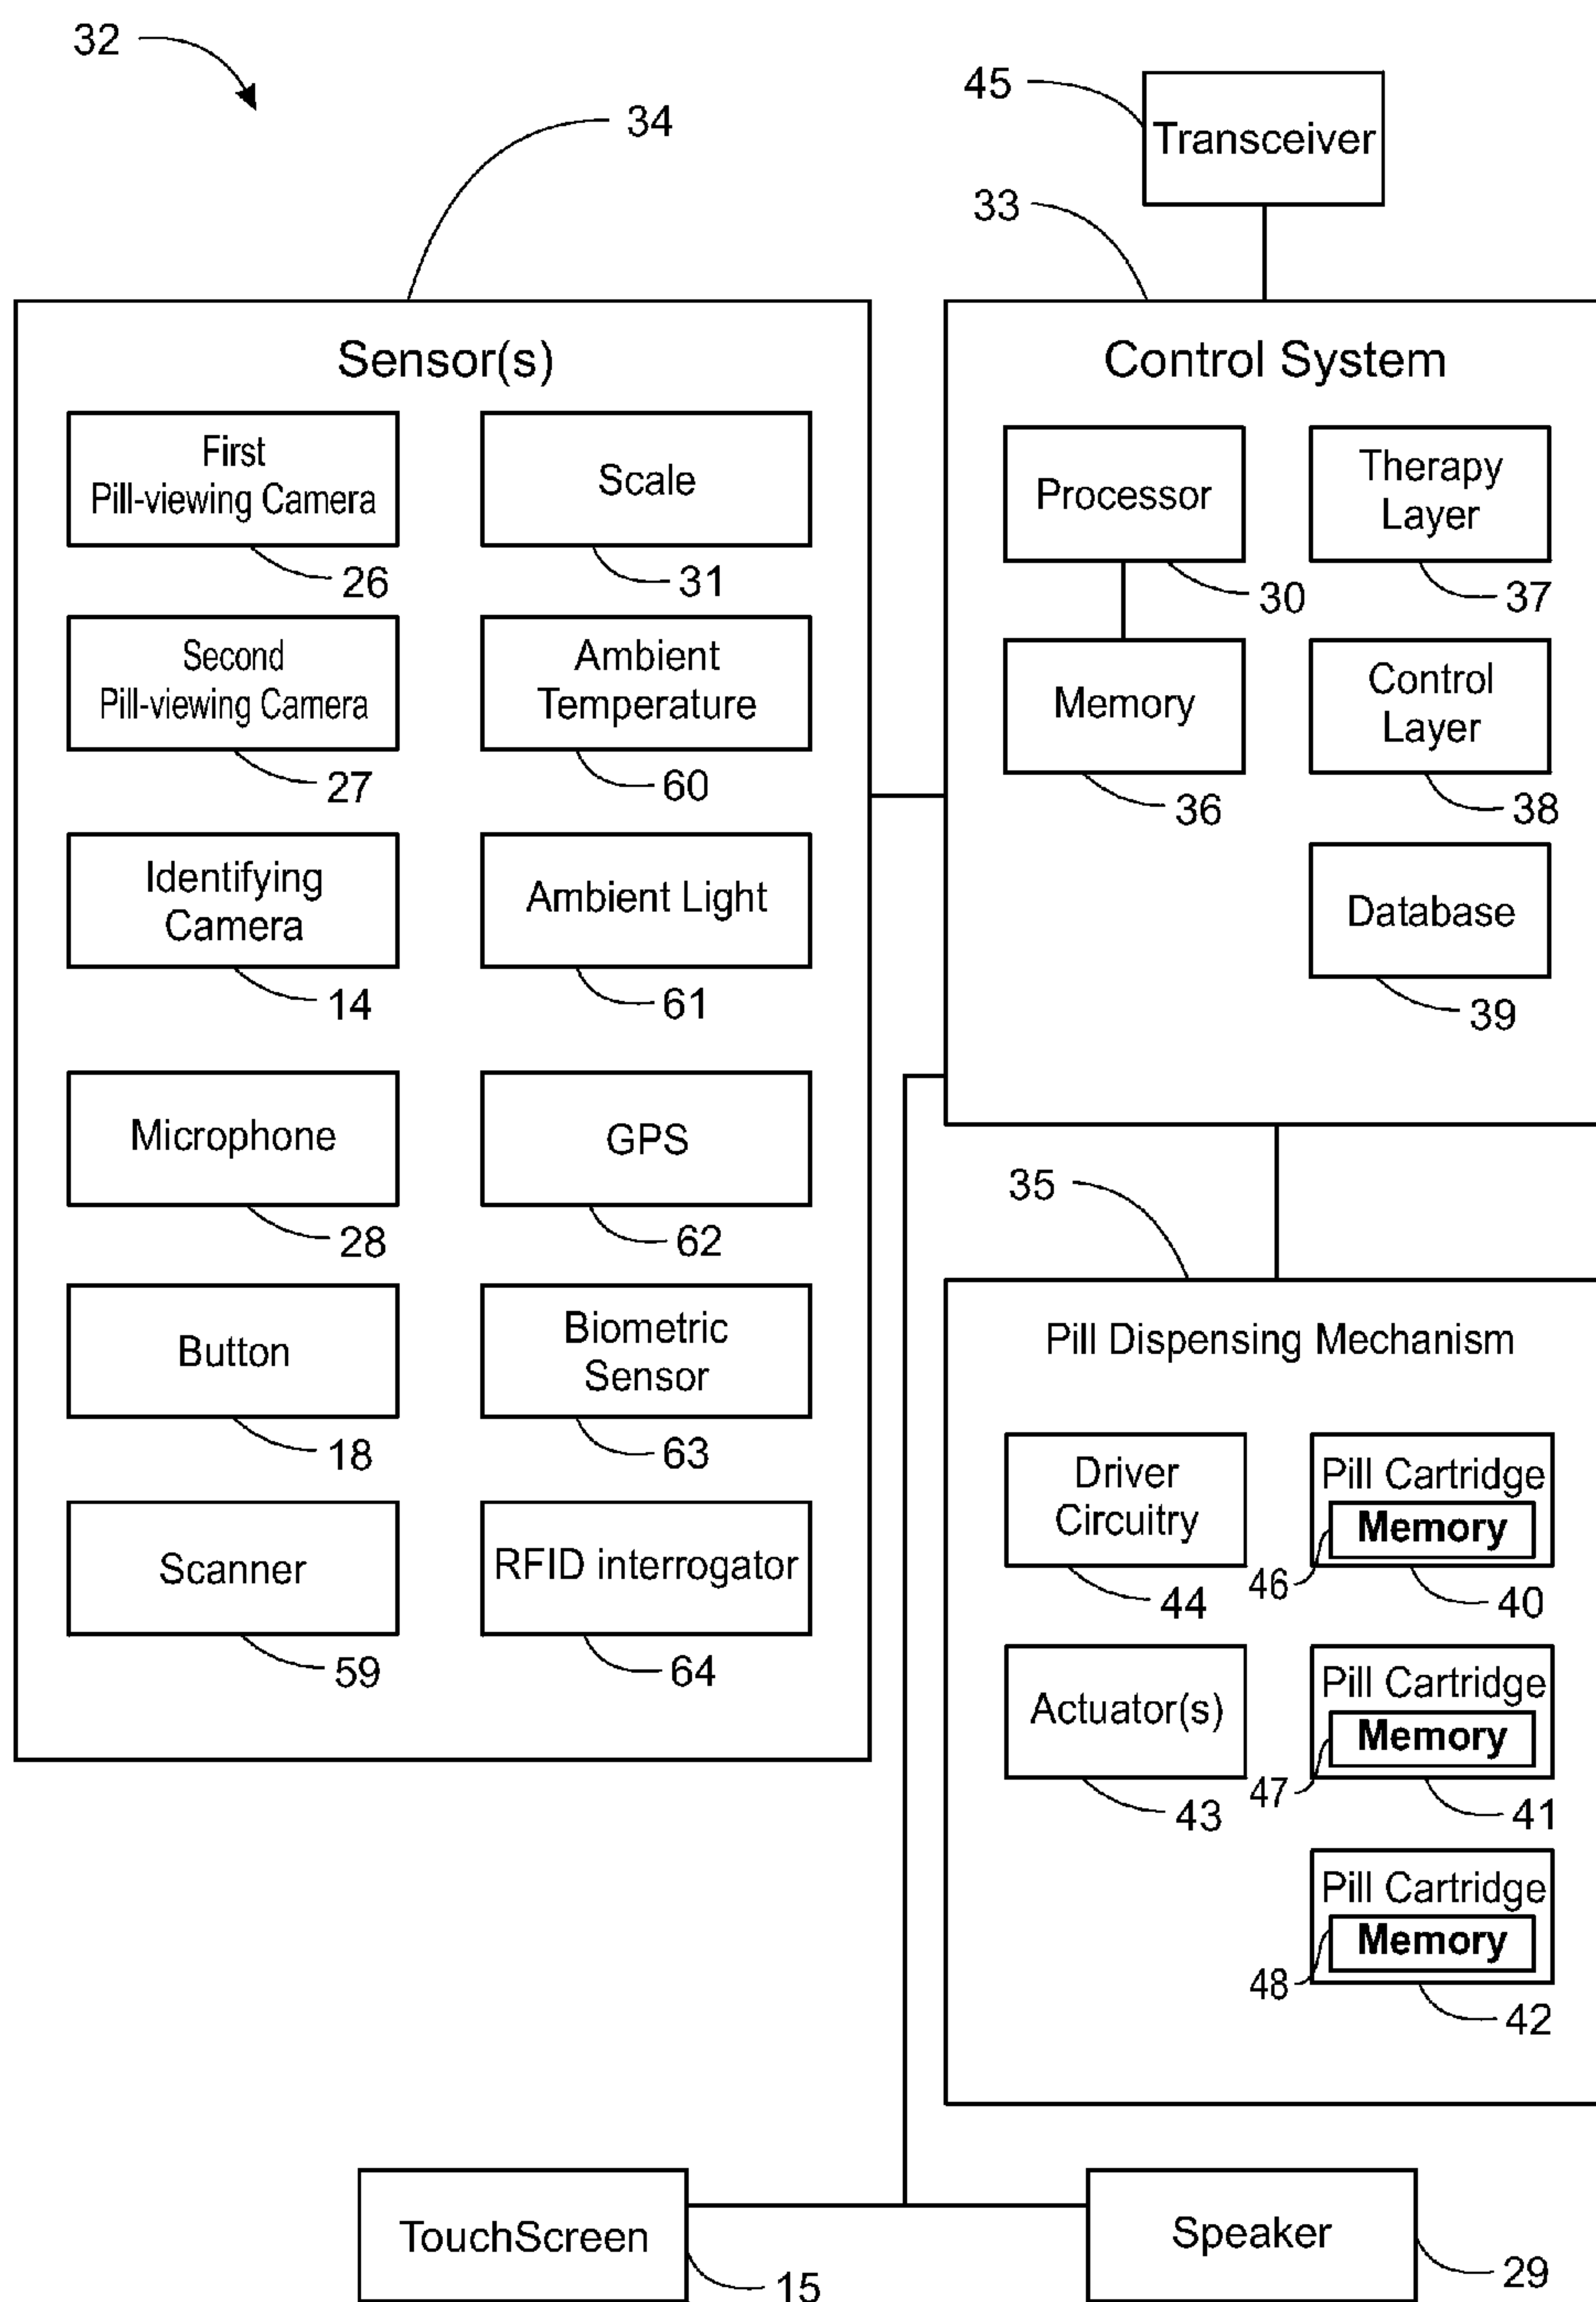 32
45
Transceiver
34
33
Sensor(s)
First
Pill-viewing Camera
26
Scale
31
Second
Pill-viewing Camera
27
Ambient
Temperature
60
Identifying
Camera
14
Ambient Light
61
Microphone
28
GPS
62
Button
18
Biometric
Sensor
63
Scanner
59
RFID interrogator
64
Control System
Processor
30
Therapy
Layer
37
Memory
36
Control
Layer
38
Database
39
35
Pill Dispensing Mechanism
Driver
Circuitry
44
Pill Cartridge
Memory
46
40
Actuator(s)
43
Pill Cartridge
Memory
47
41
Pill Cartridge
Memory
48
42
TouchScreen
15
Speaker
29